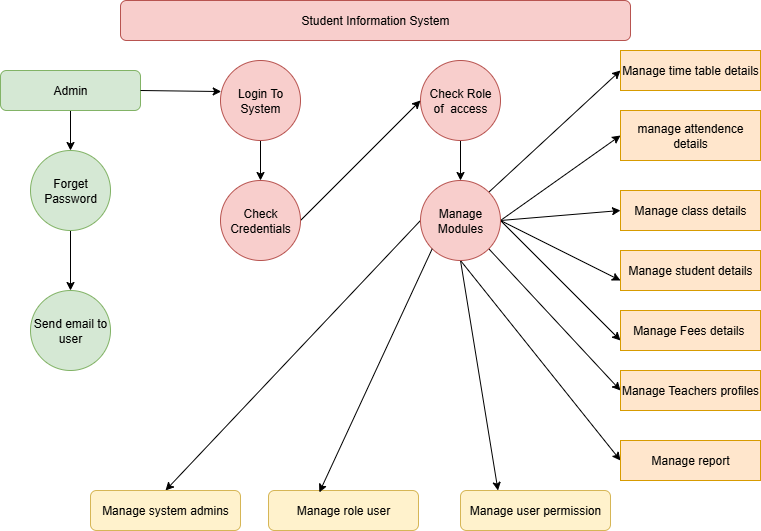 Student Information System
Admin
Login To
System
Check Role
of  access
Manage time table details
manage attendence
details
Forget
Password
Check
Credentials
Manage
Modules
Manage class details
Manage student details
Send email to
user
Manage Fees details
Manage Teachers profiles
Manage report
Manage system admins
Manage role user
Manage user permission